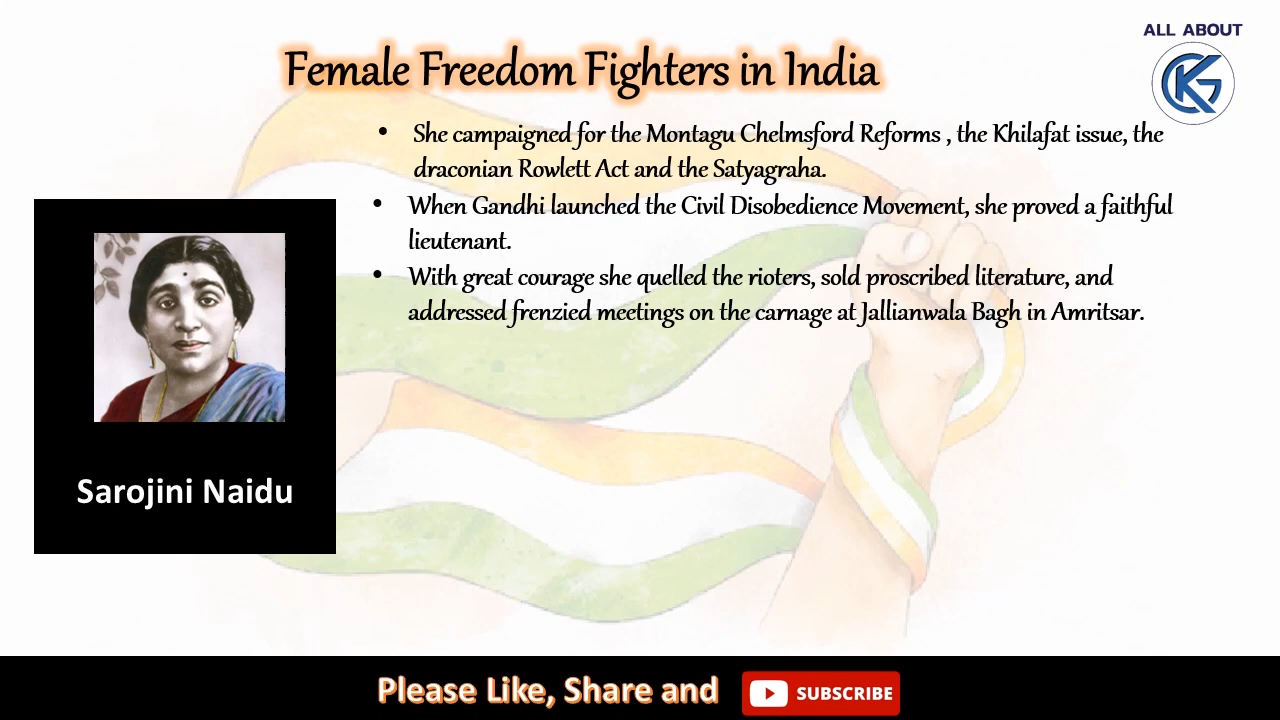 ALL ABOUT
GK
Female Freedom Fighters in India
• She campaigned for the Montagu Chelmsford Reforms , the Khilafat issue, the
draconian Rowlett Act and the Satyagraha.
• When Gandhi launched the Civil Disobedience Movement, she proved a faithful
lieutenant.
• With great courage she quelled the rioters, sold proscribed literature, and
addressed frenzied meetings on the carnage at Jallianwala Bagh in Amritsar.
Sarojini Naidu
Please Like, Share and SUBSCRIBE